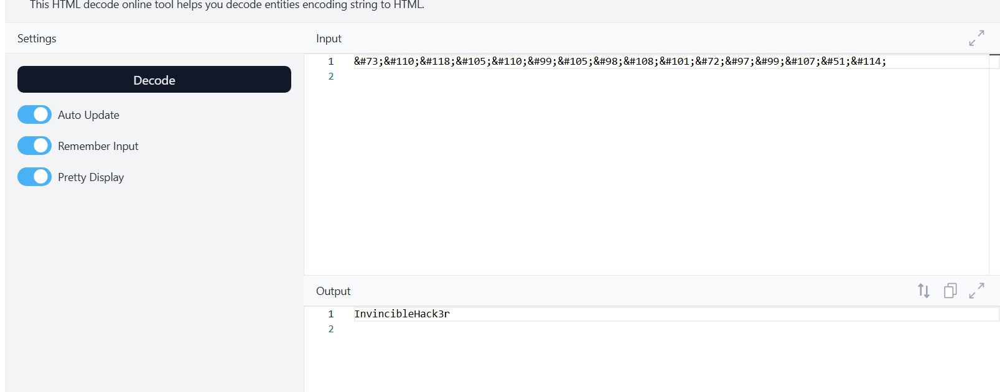 This HTML decode online tool helps you decode entities encoding string to HTML.
Settings
Input
Decode
Auto Update
Remember Input
Pretty Display
1 &#73;&#110;&#118;&#105;&#110;&#99;&#105;&#98;&#108;&#101;&#72;&#97;&#99;&#107;&#51;&#114;
2
Output
1 InvincibleHack3r
2